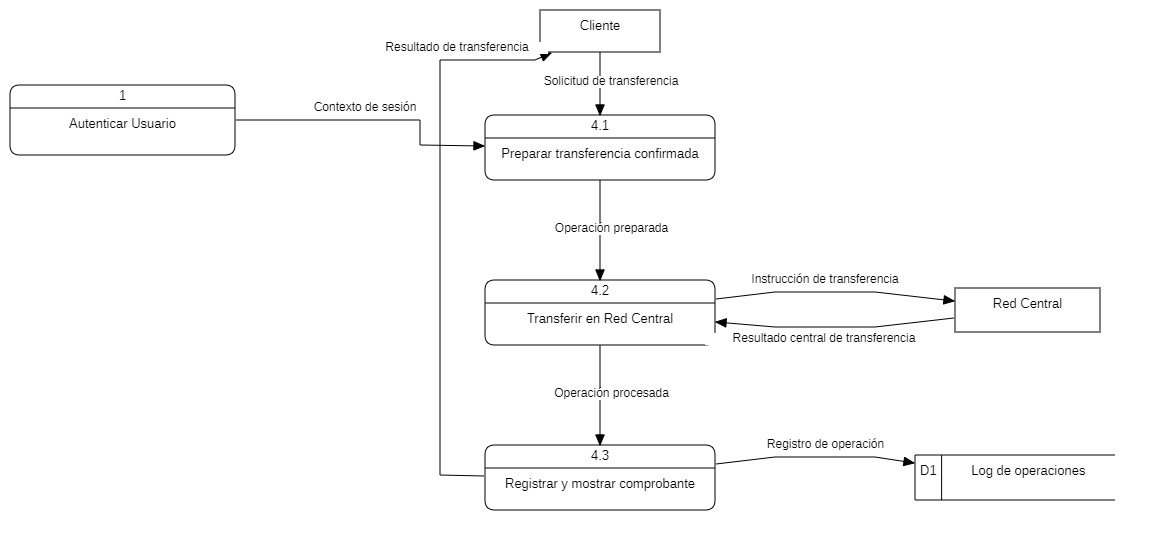 Cliente
Resultado de transferencia
Solicitud de transferencia
1
Autenticar Usuario
Contexto de sesión
4.1
Preparar transferencia confirmada
Operación preparada
4.2
Transferir en Red Central
Instrucción de transferencia
Red Central
Resultado central de transferencia
Operación procesada
4.3
Registrar y mostrar comprobante
Registro de operación
D1
Log de operaciones